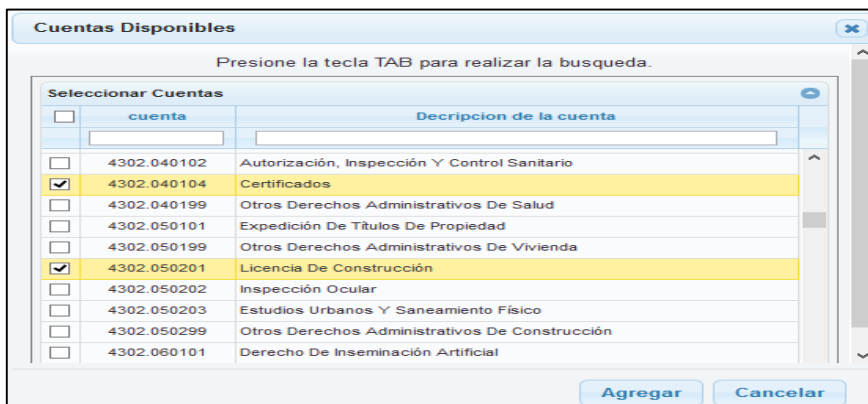 Cuentas Disponibles
Presione la tecla TAB para realizar la busqueda.
Seleccionar Cuentas
cuenta Decripcion de la cuenta
4302.040102 Autorización, Inspección Y Control Sanitario
4302.040104 Certificados
4302.040199 Otros Derechos Administrativos De Salud
4302.050101 Expedición De Títulos De Propiedad
4302.050199 Otros Derechos Administrativos De Vivienda
4302.050201 Licencia De Construcción
4302.050202 Inspección Ocular
4302.050203 Estudios Urbanos Y Saneamiento Físico
4302.050299 Otros Derechos Administrativos De Construcción
4302.060101 Derecho De Inseminación Artificial
Agregar Cancelar